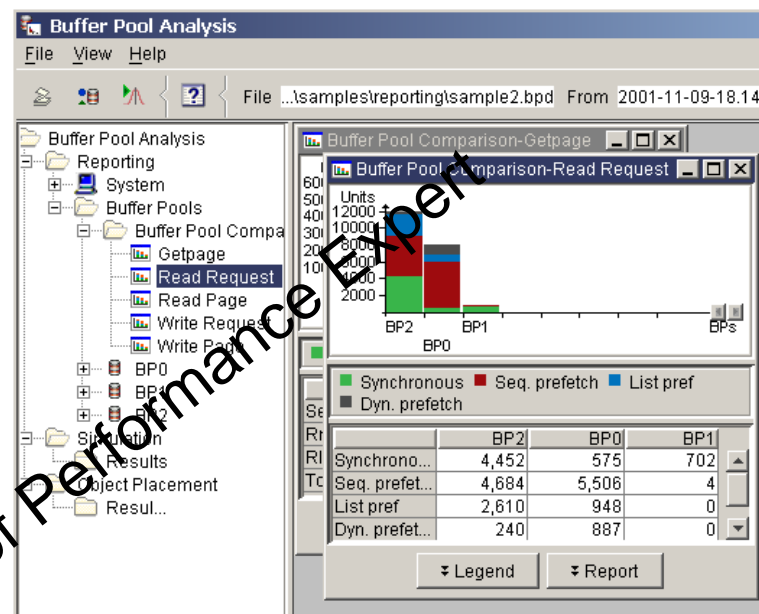 Buffer Pool Analysis
File View Help
File ...\samples\reporting\sample2.bpd From 2001-11-09-18.14
Buffer Pool Analysis
Reporting
System
Buffer Pools
Buffer Pool Compa
Getpage
Read Request
Read Page
Write Request
Write Page
BP0
BP1
BP2
Simulation
Results
Object Placement
Resul...
of Performance Expert
Buffer Pool Comparison-Getpage
Buffer Pool Comparison-Read Request
Units
12000
10000
8000
6000
4000
2000
BP2 BP1 BPs
BP0
Synchronous Seq. prefetch List pref
Dyn. prefetch
BP2 BP0 BP1
Synchrono... 4,452 575 702
Seq. prefet... 4,684 5,506 4
List pref 2,610 948 0
Dyn. prefet... 240 887 0
Legend Report